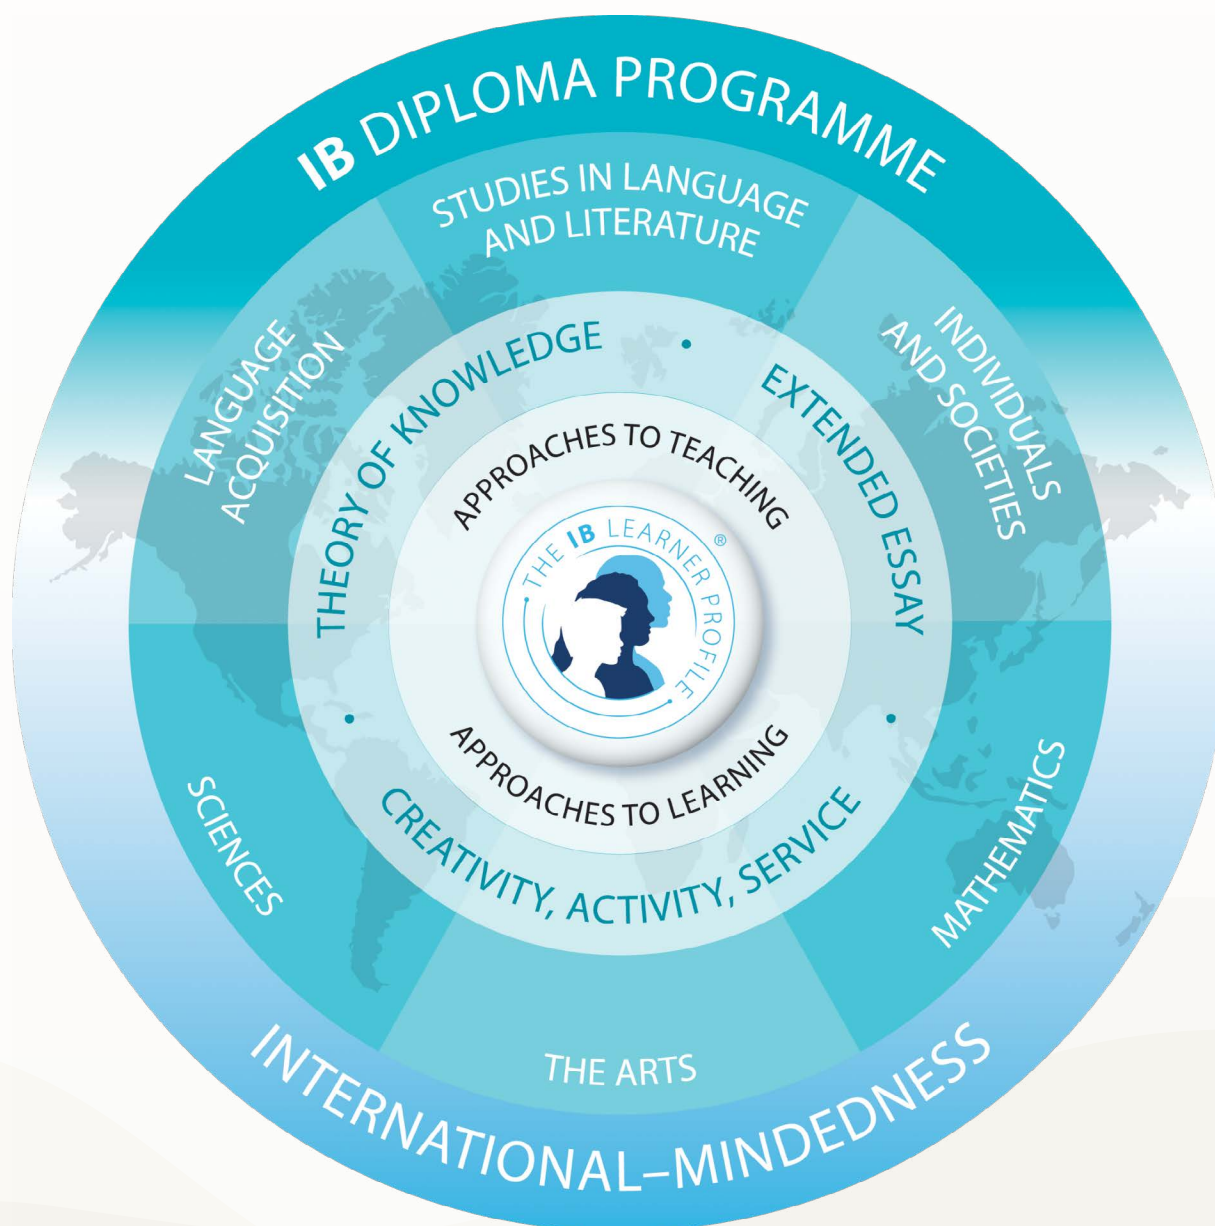 IB DIPLOMA PROGRAMME
STUDIES IN LANGUAGE
AND LITERATURE
LANGUAGE
ACQUISITION
INDIVIDUALS
AND SOCIETIES
THEORY OF KNOWLEDGE
•
EXTENDED ESSAY
•
APPROACHES TO TEACHING
THE IB LEARNER PROFILE
®
APPROACHES TO LEARNING
•
CREATIVITY, ACTIVITY, SERVICE
SCIENCES
MATHEMATICS
THE ARTS
INTERNATIONAL–MINDEDNESS